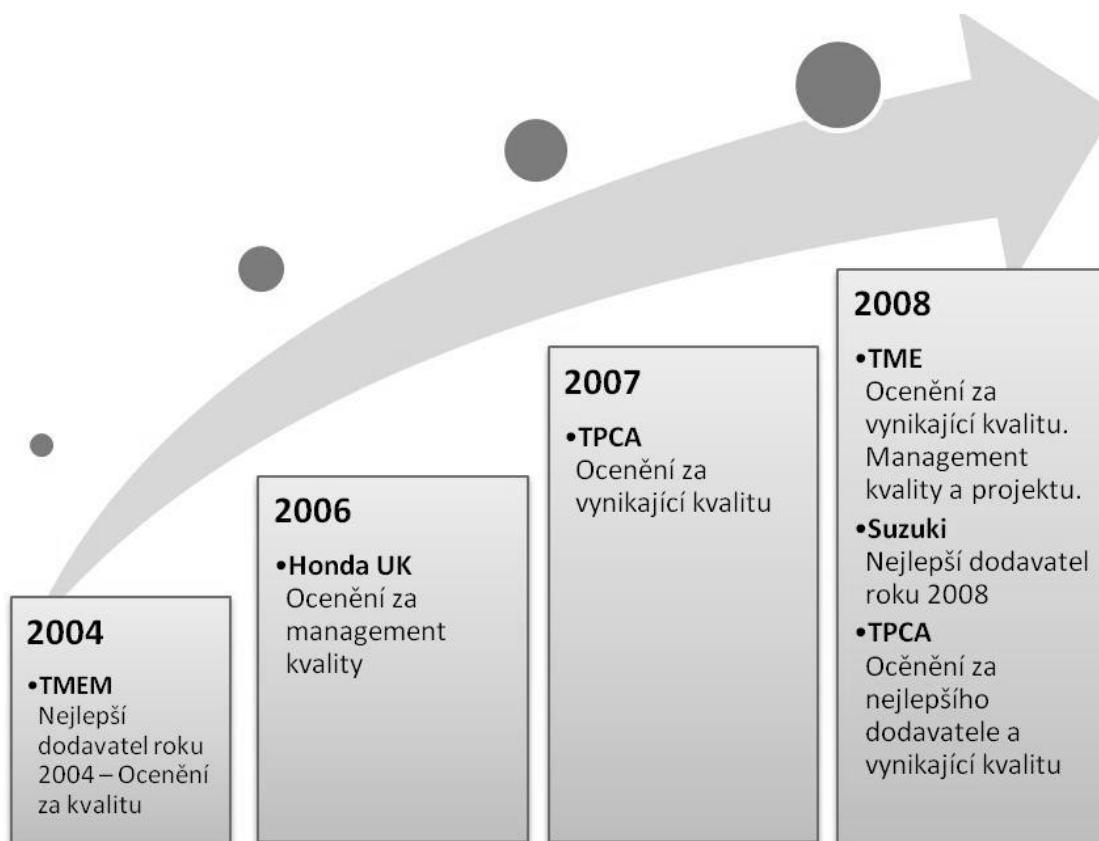 2004
•TMEM
Nejlepší
dodavatel roku
2004 – Ocenění
za kvalitu
2006
•Honda UK
Ocenění za
management
kvality
2007
•TPCA
Ocenění za
vynikající kvalitu
2008
•TME
Ocenění za
vynikající kvalitu.
Management
kvality a projektu.
•Suzuki
Nejlepší dodavatel
roku 2008
•TPCA
Océnění za
nejlepšího
dodavatele a
vynikající kvalitu